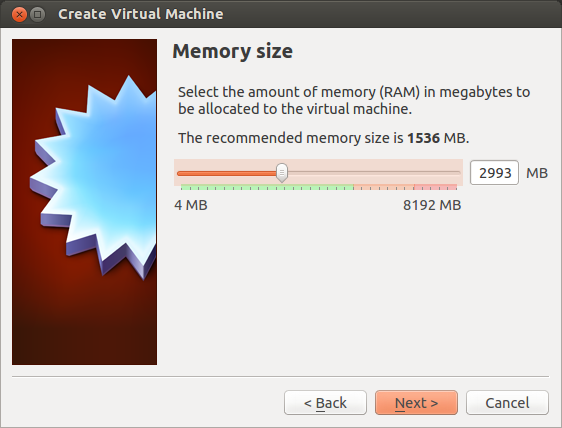 Create Virtual Machine
Memory size
Select the amount of memory (RAM) in megabytes to
be allocated to the virtual machine.
The recommended memory size is 1536 MB.
2993 MB
4 MB 8192 MB
< Back Next > Cancel